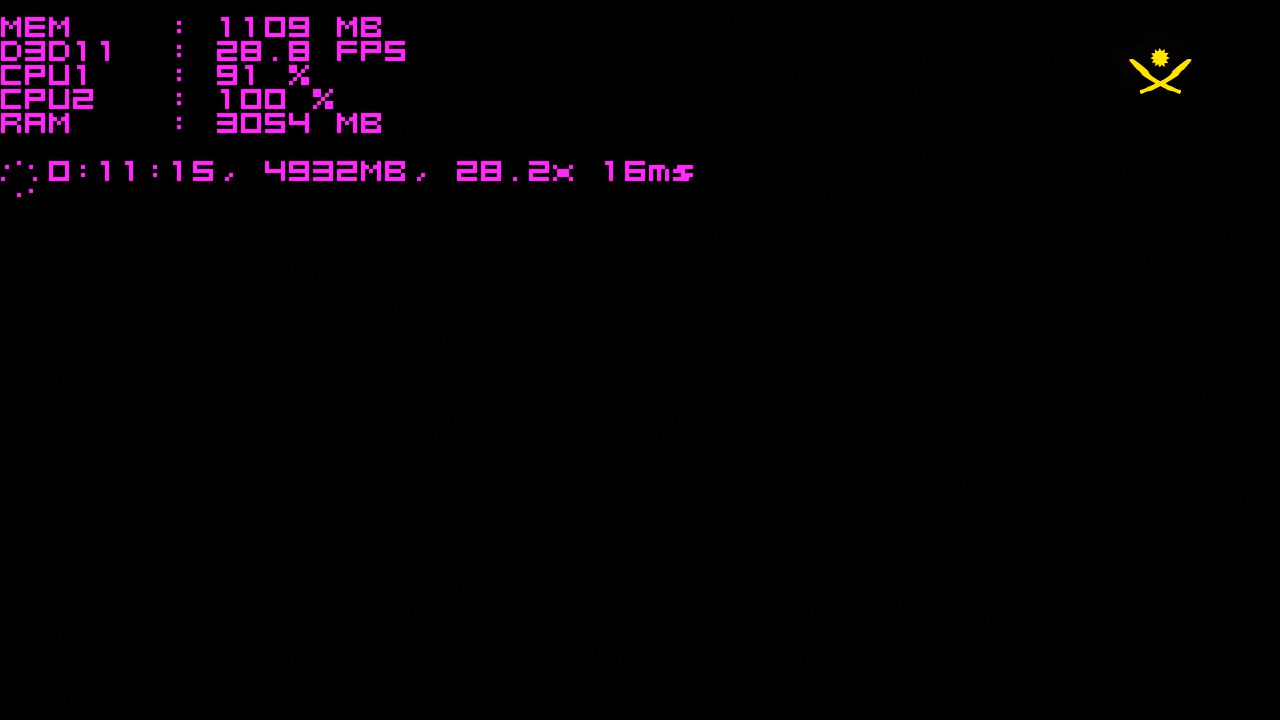 MEM : 1109 MB
D3D11 : 28.8 FPS
CPU1 : 91 %
CPU2 : 100 %
RAM : 3054 MB
0:11:15, 4932MB, 28.2x 16ms